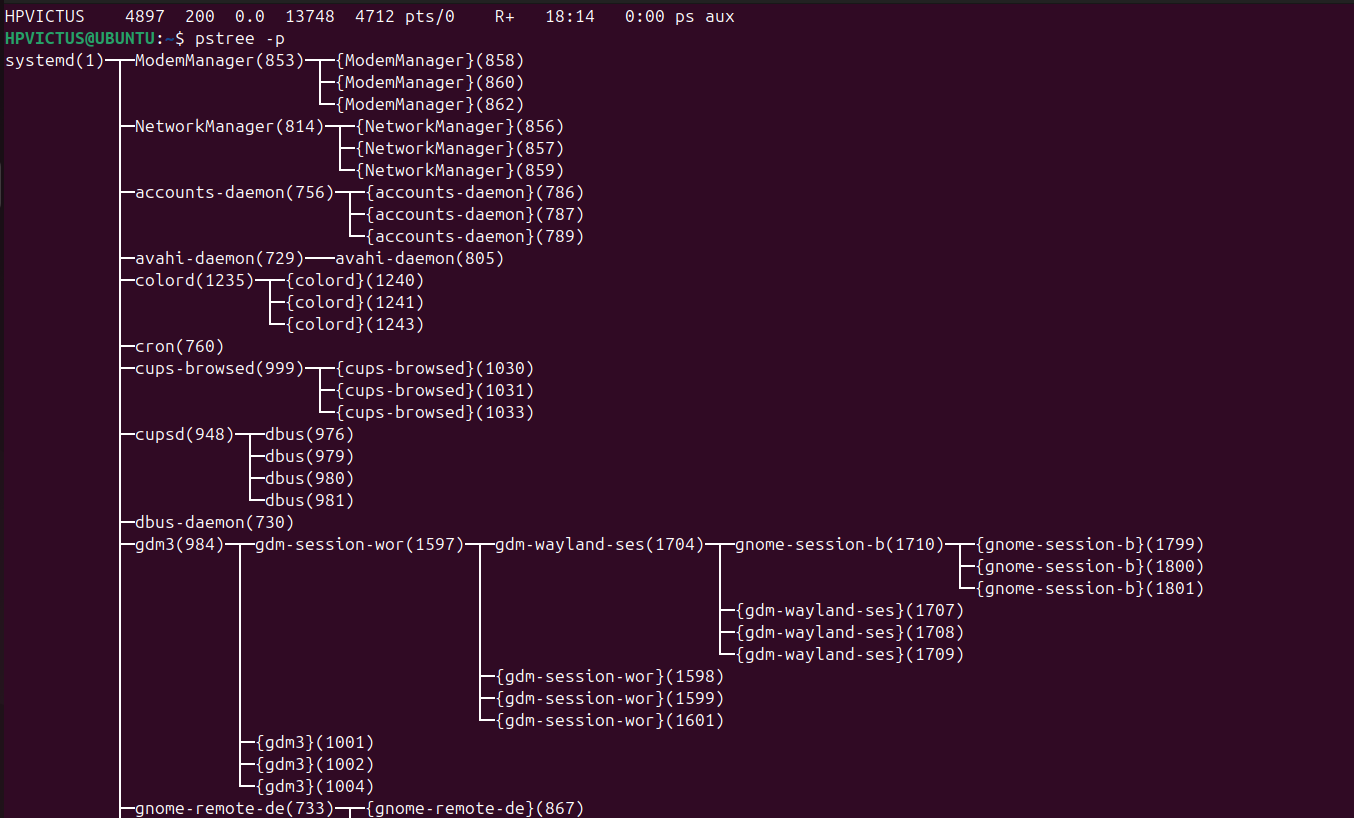 HPVICTUS    4897  200  0.0  13748  4712 pts/0    R+   18:14   0:00 ps aux
HPVICTUS@UBUNTU:~$ pstree -p
systemd(1)─┬─ModemManager(853)─┬─{ModemManager}(858)
           │                   ├─{ModemManager}(860)
           │                   └─{ModemManager}(862)
           ├─NetworkManager(814)─┬─{NetworkManager}(856)
           │                     ├─{NetworkManager}(857)
           │                     └─{NetworkManager}(859)
           ├─accounts-daemon(756)─┬─{accounts-daemon}(786)
           │                      ├─{accounts-daemon}(787)
           │                      └─{accounts-daemon}(789)
           ├─avahi-daemon(729)───avahi-daemon(805)
           ├─colord(1235)─┬─{colord}(1240)
           │              ├─{colord}(1241)
           │              └─{colord}(1243)
           ├─cron(760)
           ├─cups-browsed(999)─┬─{cups-browsed}(1030)
           │                   ├─{cups-browsed}(1031)
           │                   └─{cups-browsed}(1033)
           ├─cupsd(948)─┬─dbus(976)
           │            ├─dbus(979)
           │            ├─dbus(980)
           │            └─dbus(981)
           ├─dbus-daemon(730)
           ├─gdm3(984)─┬─gdm-session-wor(1597)─┬─gdm-wayland-ses(1704)─┬─gnome-session-b(1710)─┬─{gnome-session-b}(1799)
           │           │                       │                       │                       ├─{gnome-session-b}(1800)
           │           │                       │                       │                       └─{gnome-session-b}(1801)
           │           │                       │                       ├─{gdm-wayland-ses}(1707)
           │           │                       │                       ├─{gdm-wayland-ses}(1708)
           │           │                       │                       └─{gdm-wayland-ses}(1709)
           │           │                       ├─{gdm-session-wor}(1598)
           │           │                       ├─{gdm-session-wor}(1599)
           │           │                       └─{gdm-session-wor}(1601)
           │           ├─{gdm3}(1001)
           │           ├─{gdm3}(1002)
           │           └─{gdm3}(1004)
           ├─gnome-remote-de(733)─┬─{gnome-remote-de}(867)